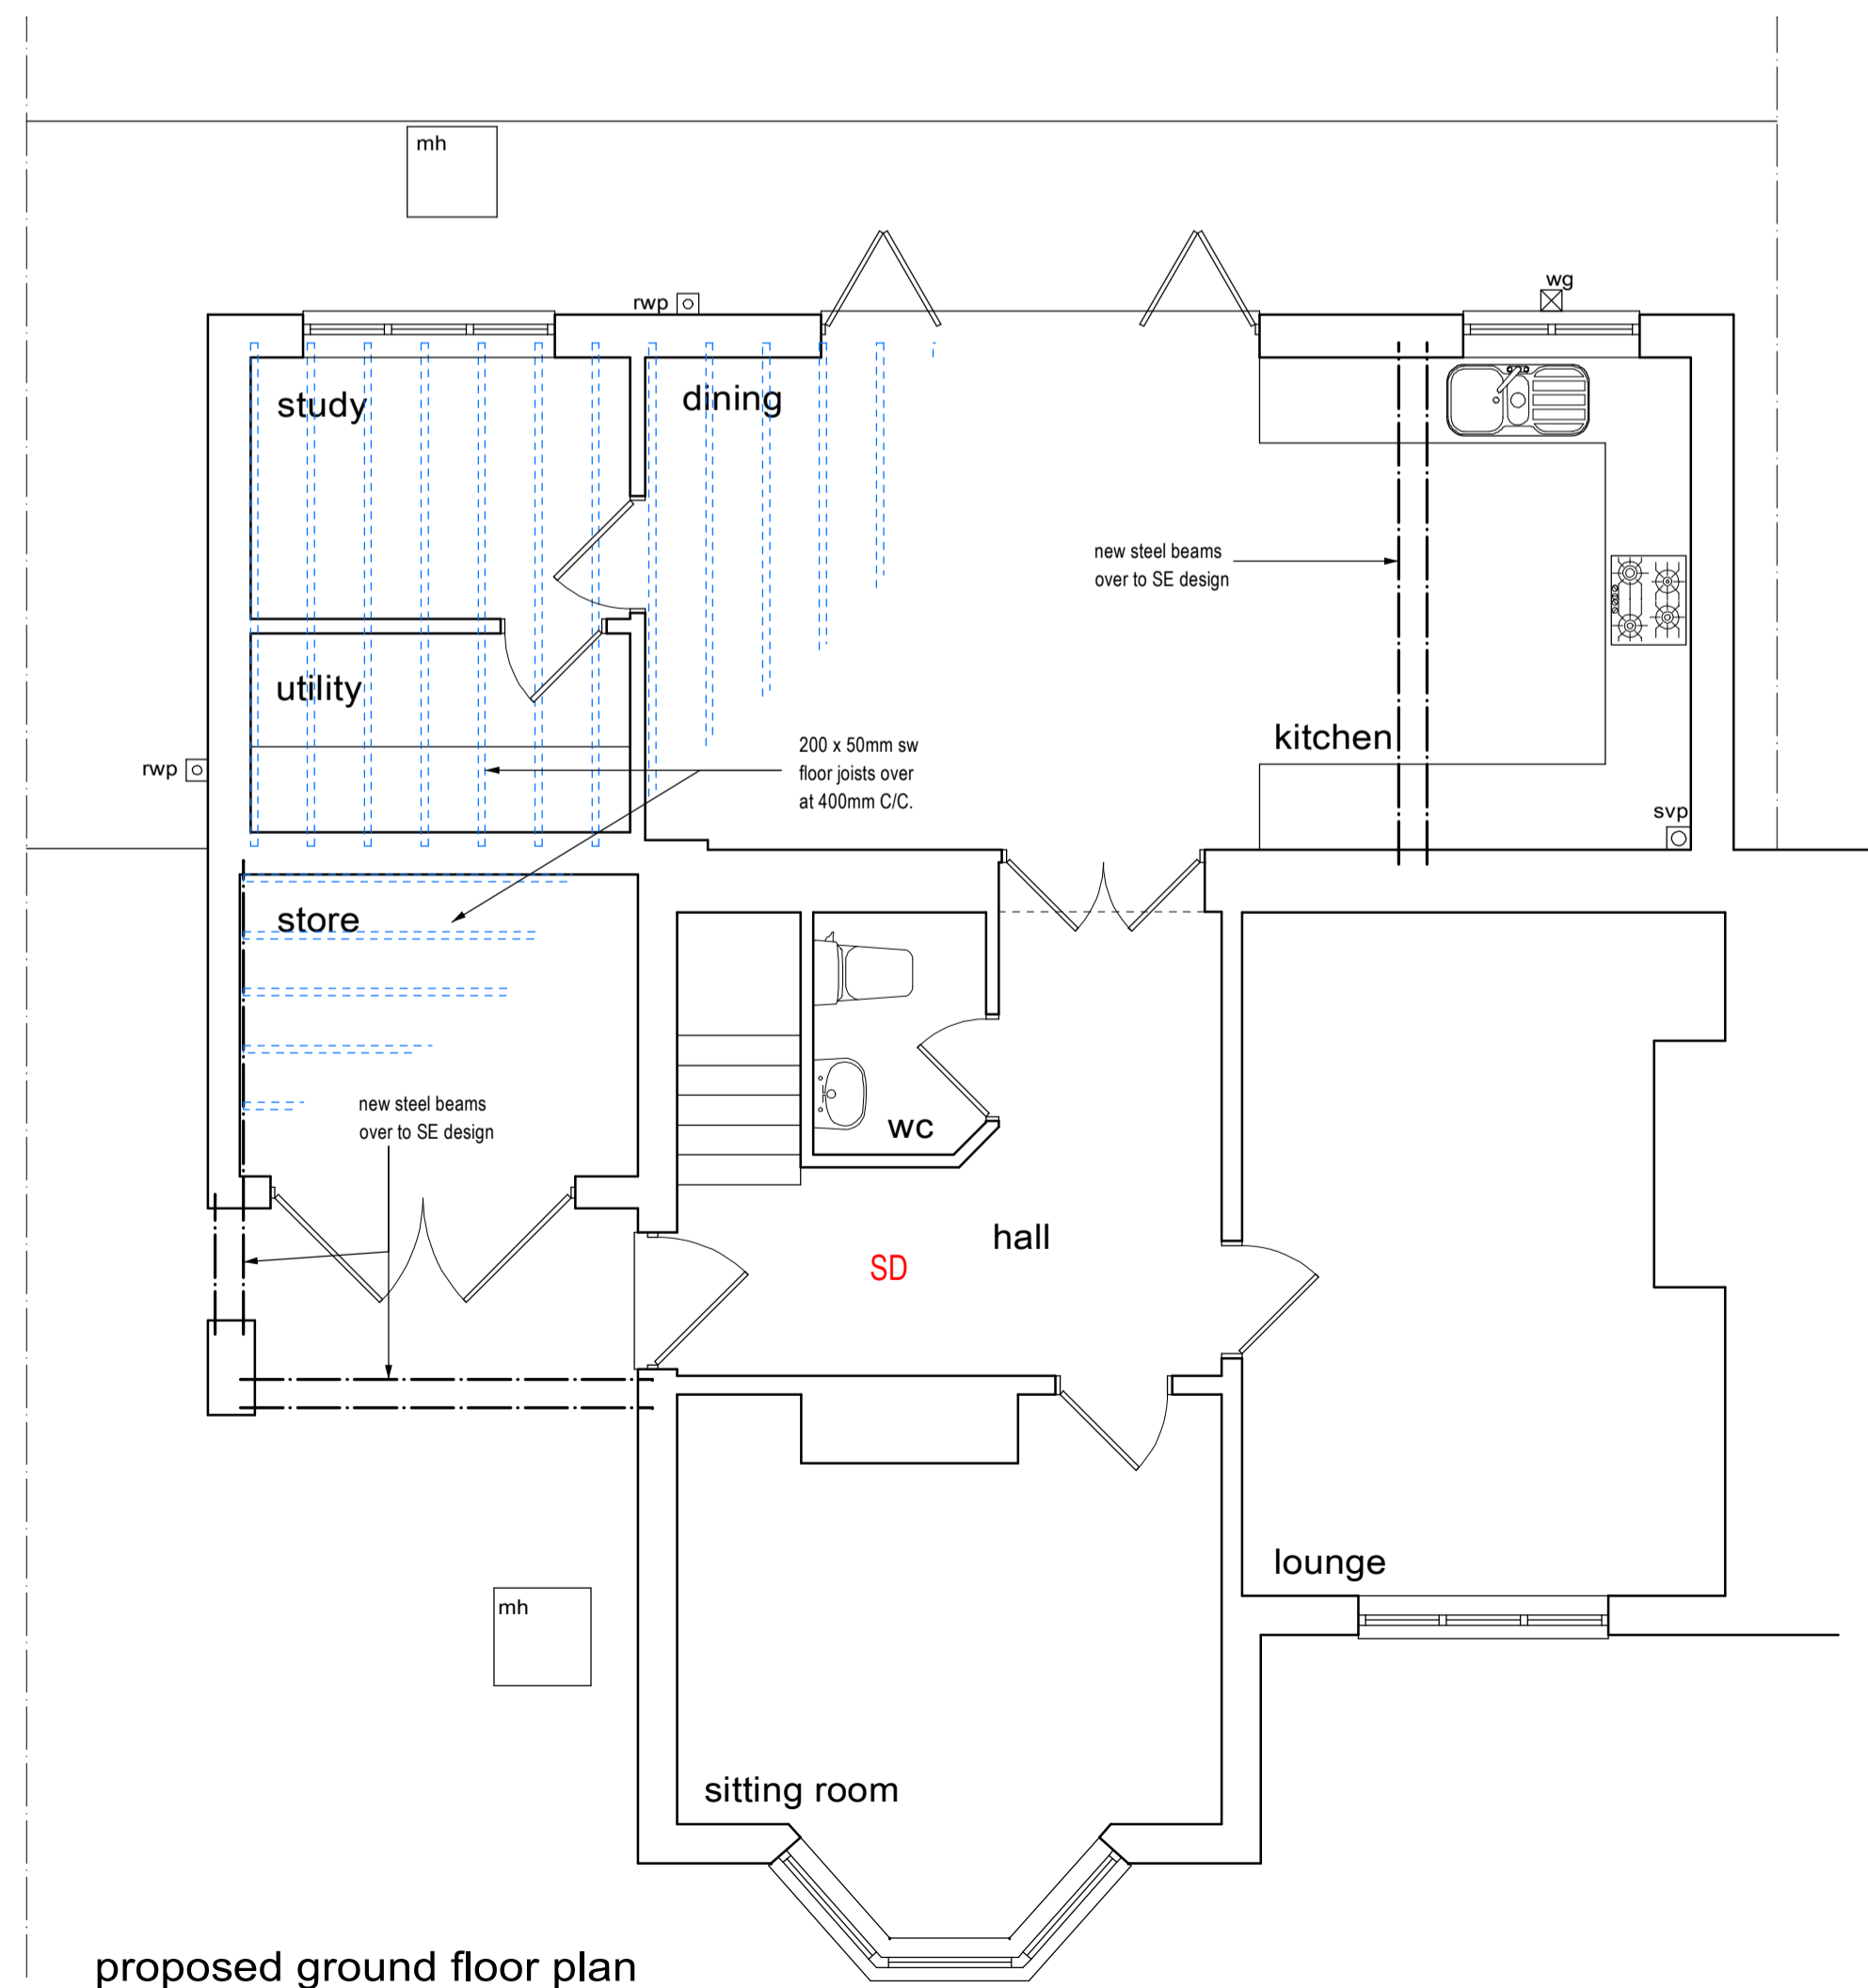 mh
wg
rwp
study
dining
new steel beams
over to SE design
utility
kitchen
200 x 50mm sw
floor joists over
at 400mm C/C.
rwp
svp
store
new steel beams
over to SE design
wc
hall
SD
lounge
mh
sitting room
proposed ground floor plan